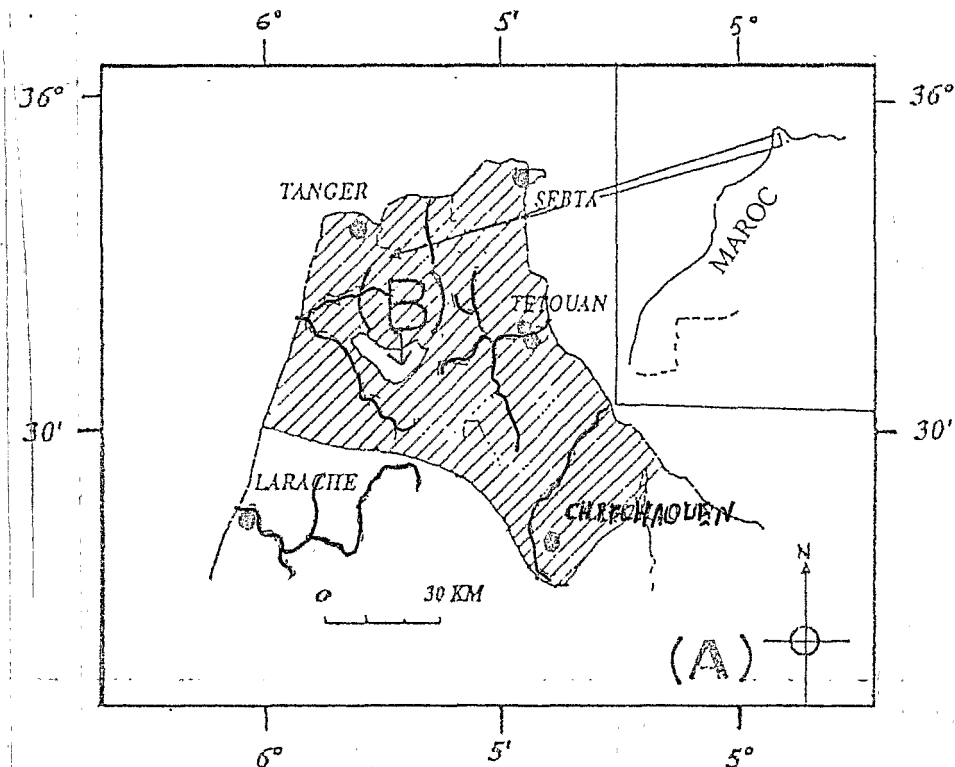 6° 5' 5°
36° 36°
TANGER
SEBTA
MAROC
B
TETOUAN
30' 30'
LARACHE
CHEFCHAOUEN
0 30 KM
N
(A)
6° 5' 5°